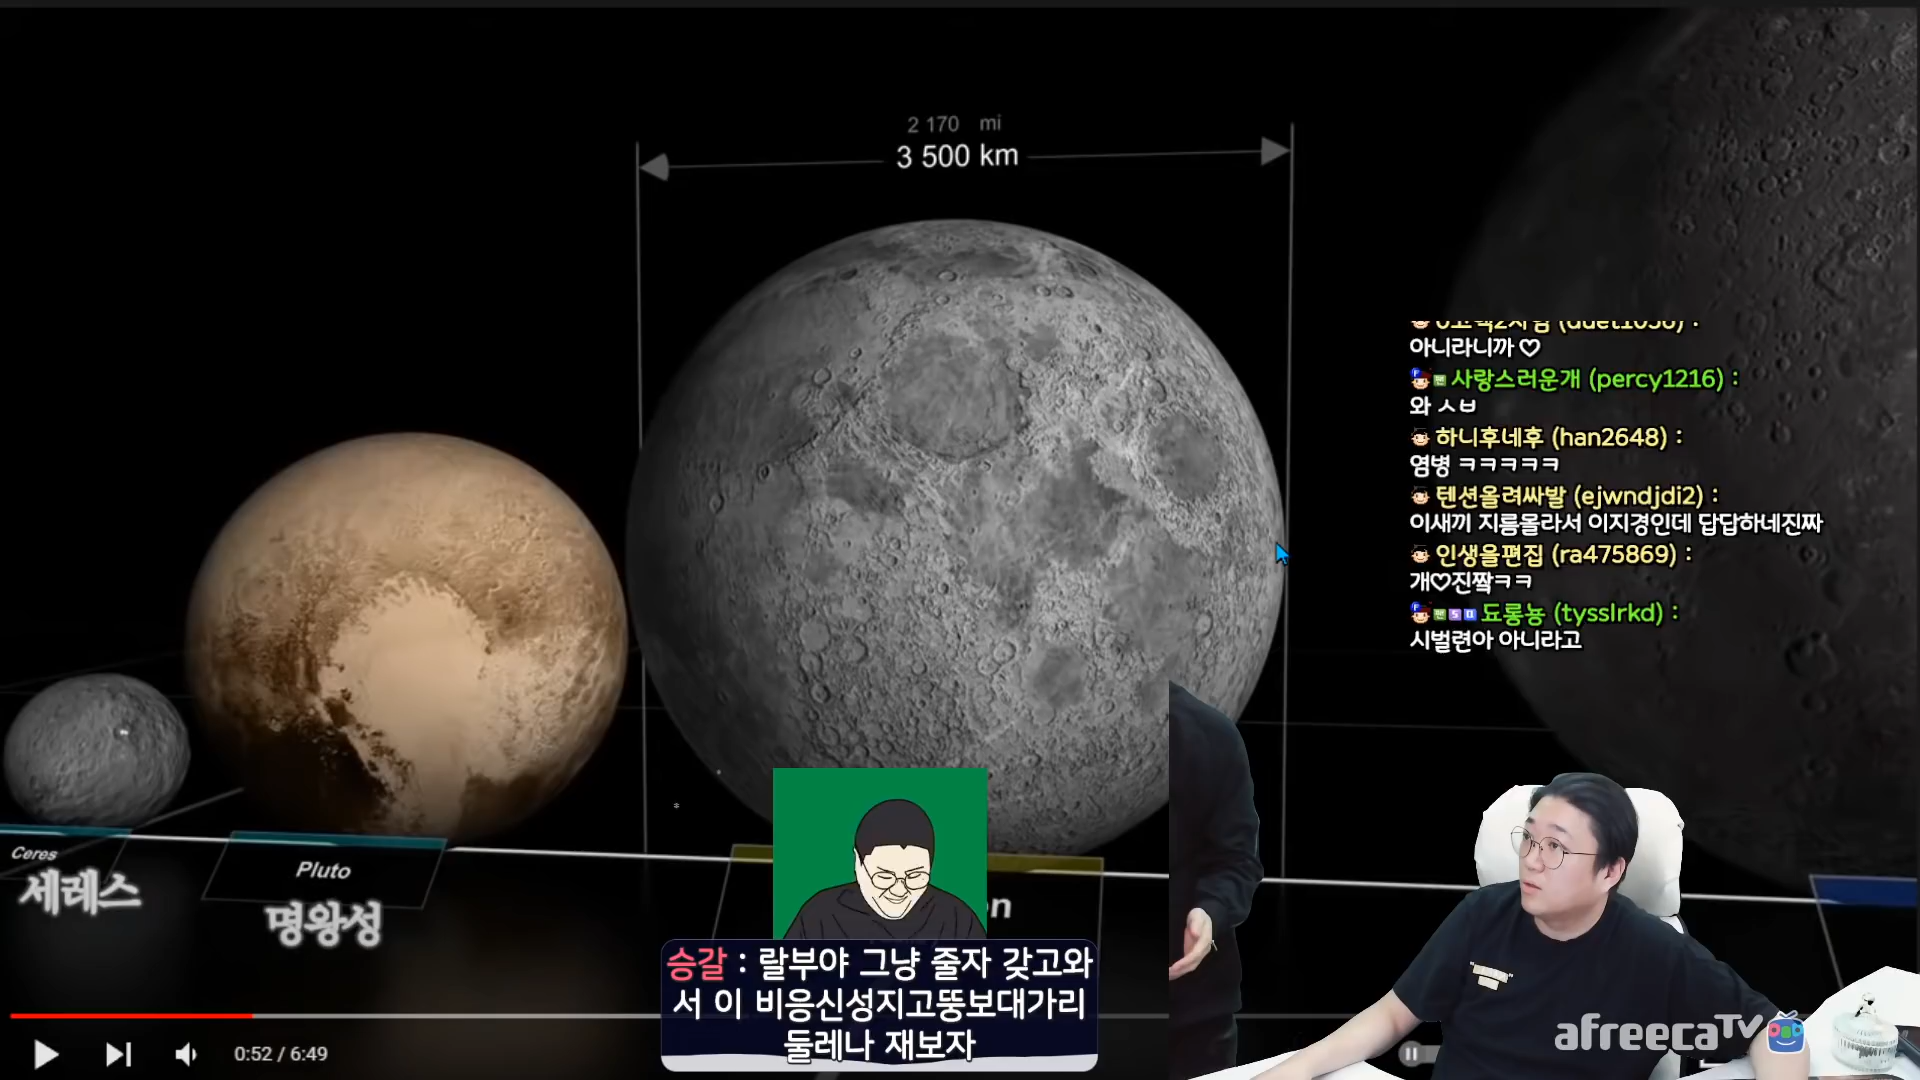 2 170 mi
3 500 km
아니라니까 ♡
사랑스러운개 (percy1216) :
와 ㅅㅂ
하니후네후 (han2648) :
염병 ㅋㅋㅋㅋㅋ
텐션올려싸발 (ejwndjdi2) :
이새끼 지름몰라서 이지경인데 답답하네진짜
인생을편집 (ra475869) :
개♡진짴ㅋㅋ
됴롱뇽 (tysslrkd) :
시벌련아 아니라고
Ceres
세레스
Pluto
명왕성
승갈 : 랄부야 그냥 줄자 갖고와
서 이 비응신성지고뚱보대가리
둘레나 재보자
0:52 / 6:49
afreecaTV